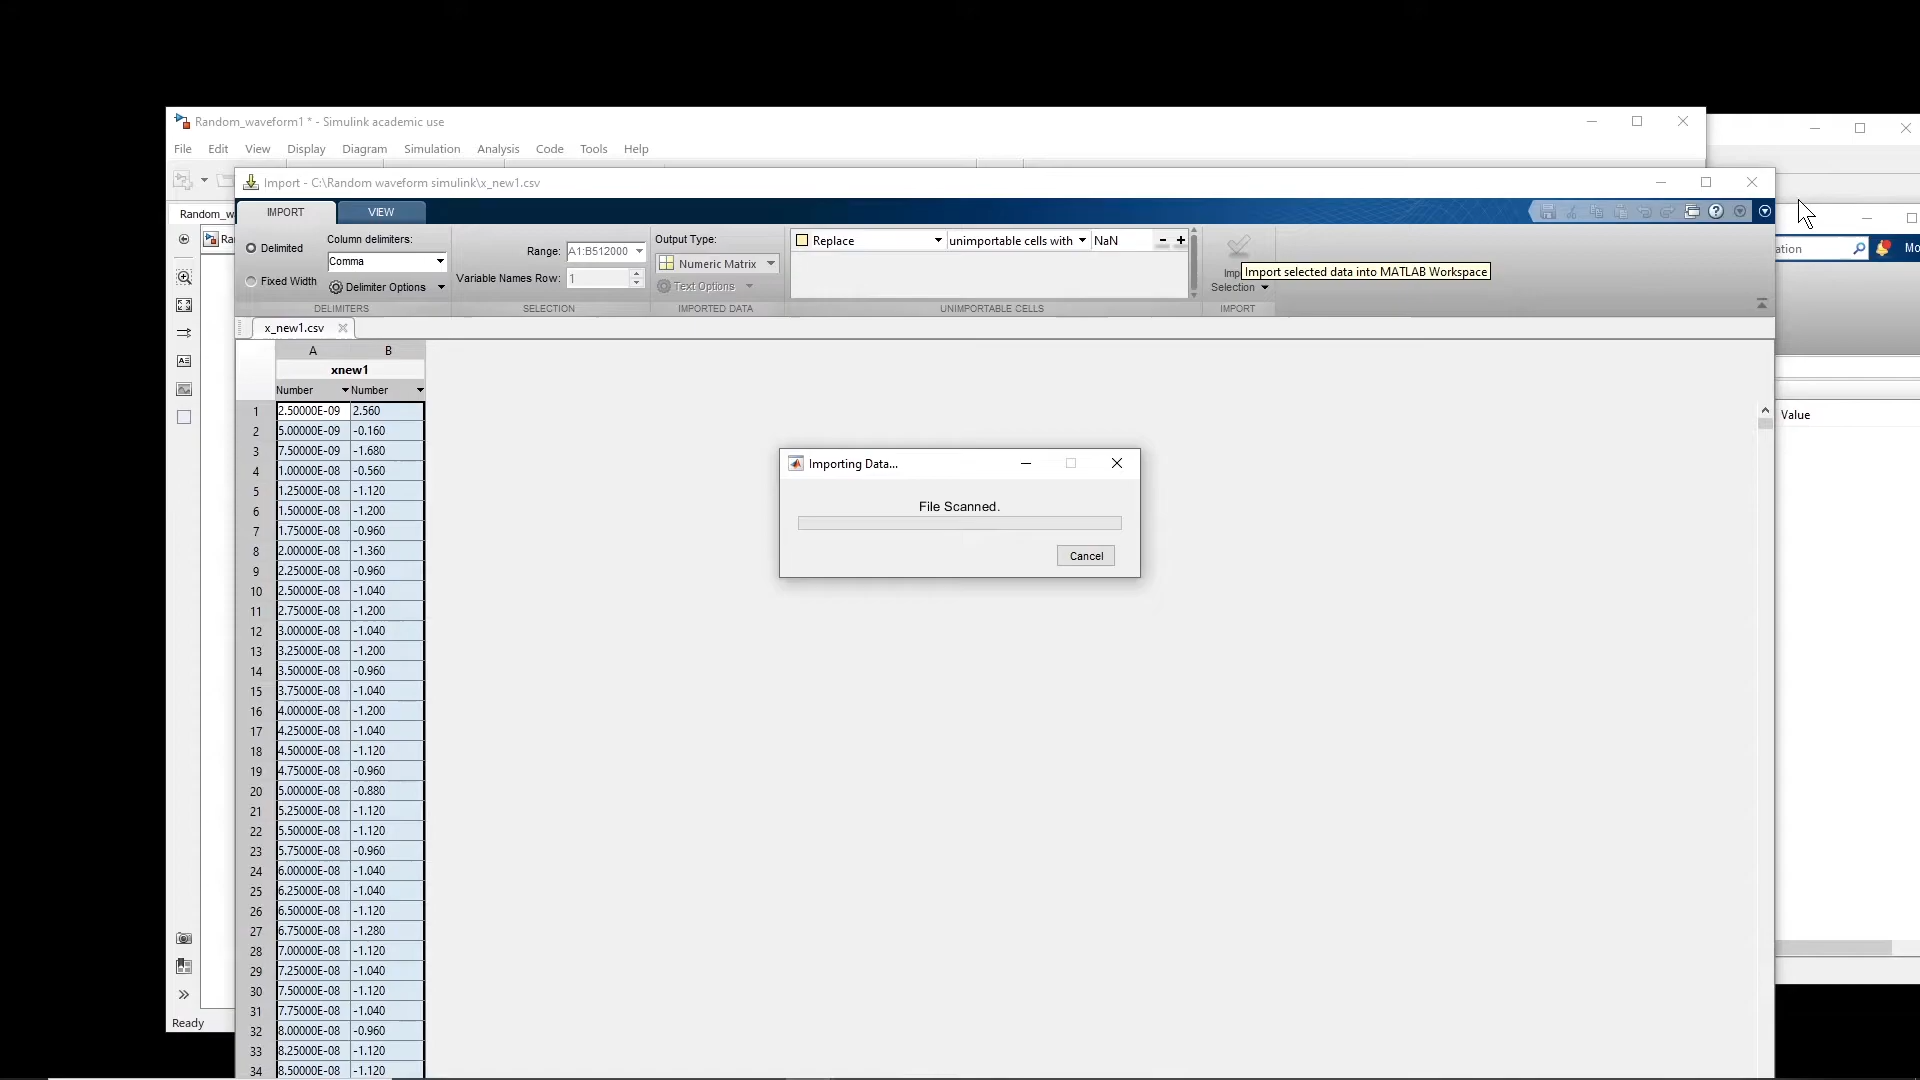 Random_waveform1 * - Simulink academic use
File Edit View Display Diagram Simulation Analysis Code Tools Help
Import - C:\Random waveform simulink\x_new1.csv
Random_w
IMPORT VIEW
Ra
Delimited
Fixed Width
Column delimiters:
Comma
Delimiter Options
DELIMITERS
Range: A1:B512000
Variable Names Row: 1
SELECTION
Output Type:
Numeric Matrix
Text Options
IMPORTED DATA
Replace unimportable cells with NaN
UNIMPORTABLE CELLS
Imp
Import selected data into MATLAB Workspace
Selection
IMPORT
ation
Mo
Value
x_new1.csv
A B
xnew1
Number Number
1 2.50000E-09 2.560
2 5.00000E-09 -0.160
3 7.50000E-09 -1.680
4 1.00000E-08 -0.560
5 1.25000E-08 -1.120
6 1.50000E-08 -1.200
7 1.75000E-08 -0.960
8 2.00000E-08 -1.360
9 2.25000E-08 -0.960
10 2.50000E-08 -1.040
11 2.75000E-08 -1.200
12 3.00000E-08 -1.040
13 3.25000E-08 -1.200
14 3.50000E-08 -0.960
15 3.75000E-08 -1.040
16 4.00000E-08 -1.200
17 4.25000E-08 -1.040
18 4.50000E-08 -1.120
19 4.75000E-08 -0.960
20 5.00000E-08 -0.880
21 5.25000E-08 -1.120
22 5.50000E-08 -1.120
23 5.75000E-08 -0.960
24 6.00000E-08 -1.040
25 6.25000E-08 -1.040
26 6.50000E-08 -1.120
27 6.75000E-08 -1.280
28 7.00000E-08 -1.120
29 7.25000E-08 -1.040
30 7.50000E-08 -1.120
31 7.75000E-08 -1.040
32 8.00000E-08 -0.960
33 8.25000E-08 -1.120
34 8.50000E-08 -1.120
Importing Data...
File Scanned.
Cancel
Ready